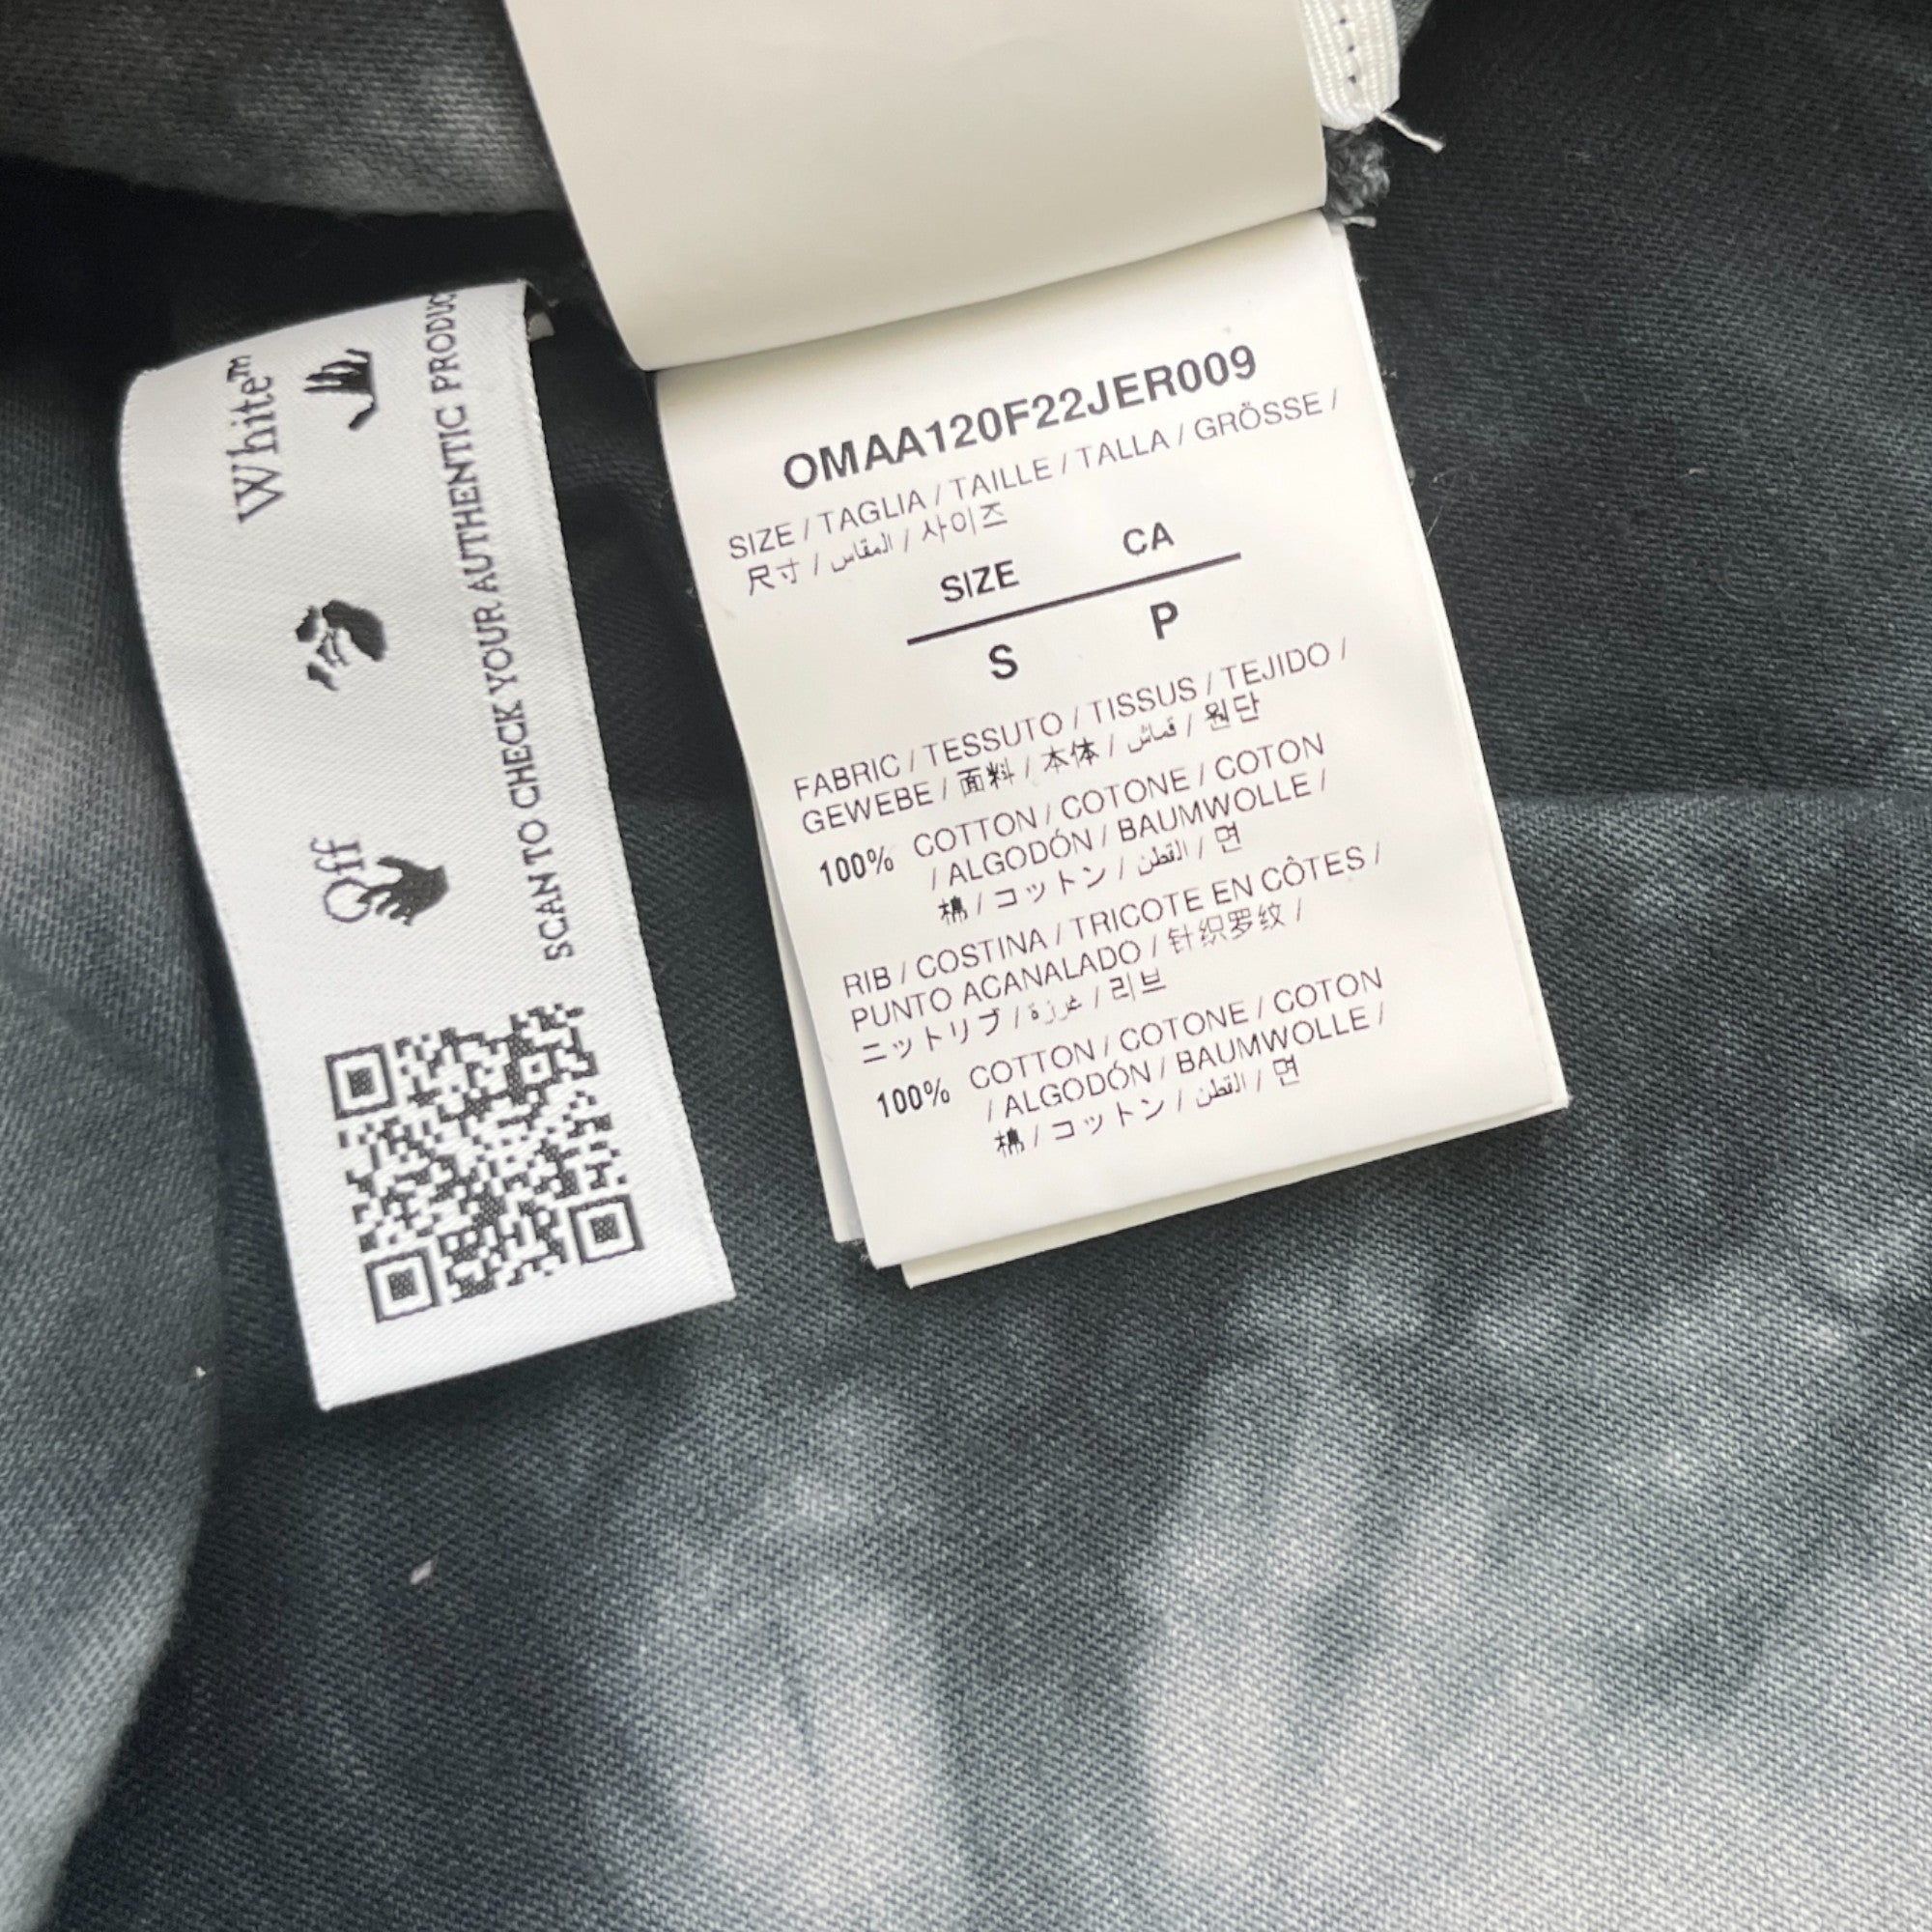 Off White™
SCAN TO CHECK YOUR AUTHENTIC PRODUC
OMAA120F22JER009
SIZE / TAGLIA / TAILLE / TALLA / GRÖSSE /
尺寸 / المقاس / 사이즈
SIZE CA
S P
FABRIC / TESSUTO / TISSUS / TEJIDO /
GEWEBE / 面料 / 本体 / قماش / 원단
100% COTTON / COTONE / COTON
/ ALGODÓN / BAUMWOLLE /
棉 / コットン / القطن / 면
RIB / COSTINA / TRICOTE EN CÔTES /
PUNTO ACANALADO / 针织罗纹 /
ニットリブ / غرزة / 리브
100% COTTON / COTONE / COTON
/ ALGODÓN / BAUMWOLLE /
棉 / コットン / القطن / 면